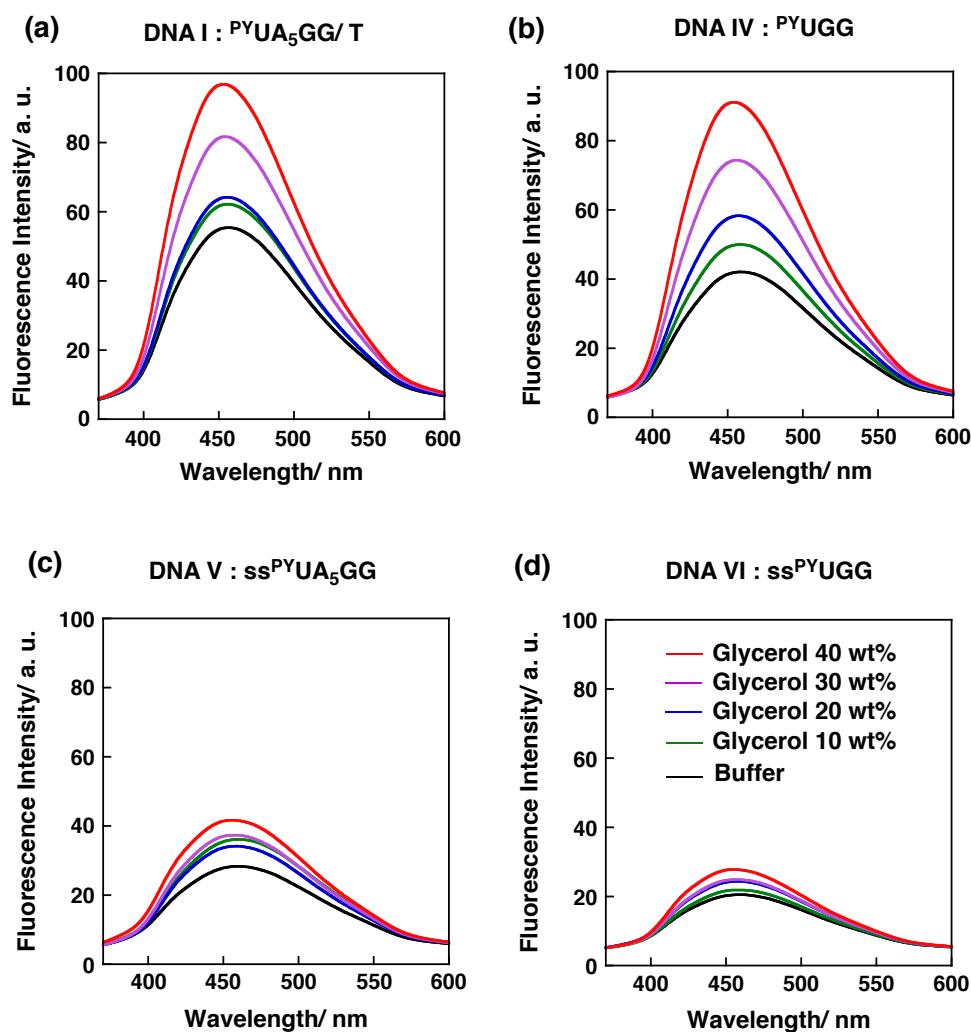 (a)
DNA I : ᴾʸUA₅GG/ T
Fluorescence Intensity/ a. u.
100
80
60
40
20
0
400 450 500 550 600
Wavelength/ nm
(b)
DNA IV : ᴾʸUGG
Fluorescence Intensity/ a. u.
100
80
60
40
20
0
400 450 500 550 600
Wavelength/ nm
(c)
DNA V : ssᴾʸUA₅GG
Fluorescence Intensity/ a. u.
100
80
60
40
20
0
400 450 500 550 600
Wavelength/ nm
(d)
DNA VI : ssᴾʸUGG
Fluorescence Intensity/ a. u.
100
80
60
40
20
0
Glycerol 40 wt%
Glycerol 30 wt%
Glycerol 20 wt%
Glycerol 10 wt%
Buffer
400 450 500 550 600
Wavelength/ nm